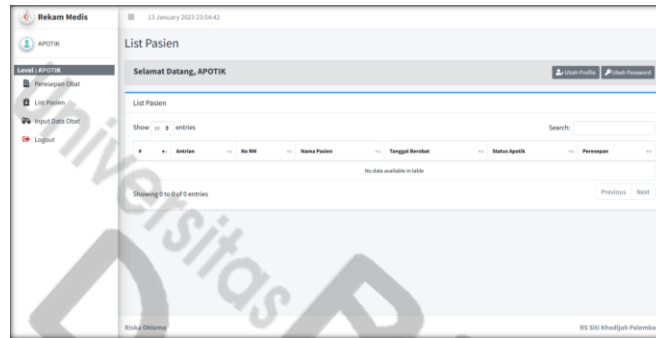 Rekam Medis
13 January 2023 23:54:42
APOTIK
List Pasien
Level : APOTIK
Selamat Datang, APOTIK
Ubah Profile
Ubah Password
Peresepan Obat
List Pasien
Input Data Obat
Logout
List Pasien
Show 10 entries
Search:
# Antrian No RM Nama Pasien Tanggal Berobat Status Apotik Peresepan
No data available in table
Showing 0 to 0 of 0 entries
Previous Next
Riska Oktama
RS Siti Khodijah Palemba
Universitas